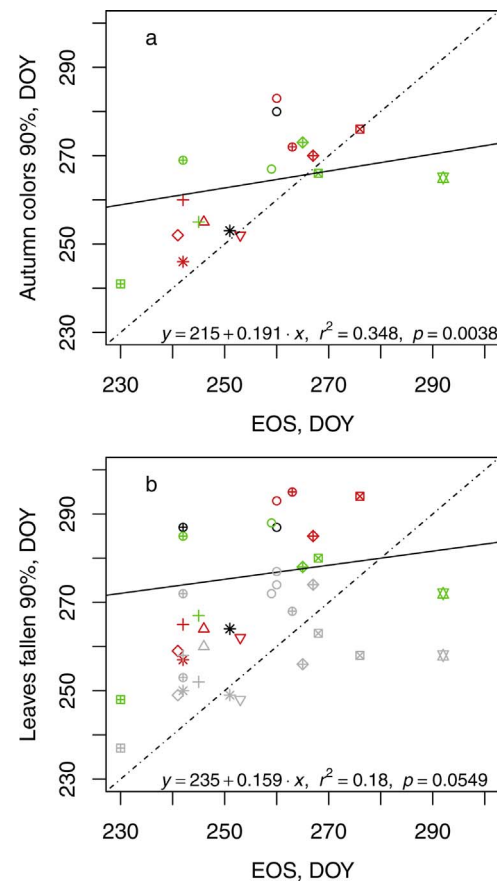 a
290
270
250
230
Autumn colors 90%, DOY
y = 215 + 0.191 · x, r² = 0.348, p = 0.0038
230 250 270 290
EOS, DOY
b
290
270
250
230
Leaves fallen 90%, DOY
y = 235 + 0.159 · x, r² = 0.18, p = 0.0549
230 250 270 290
EOS, DOY